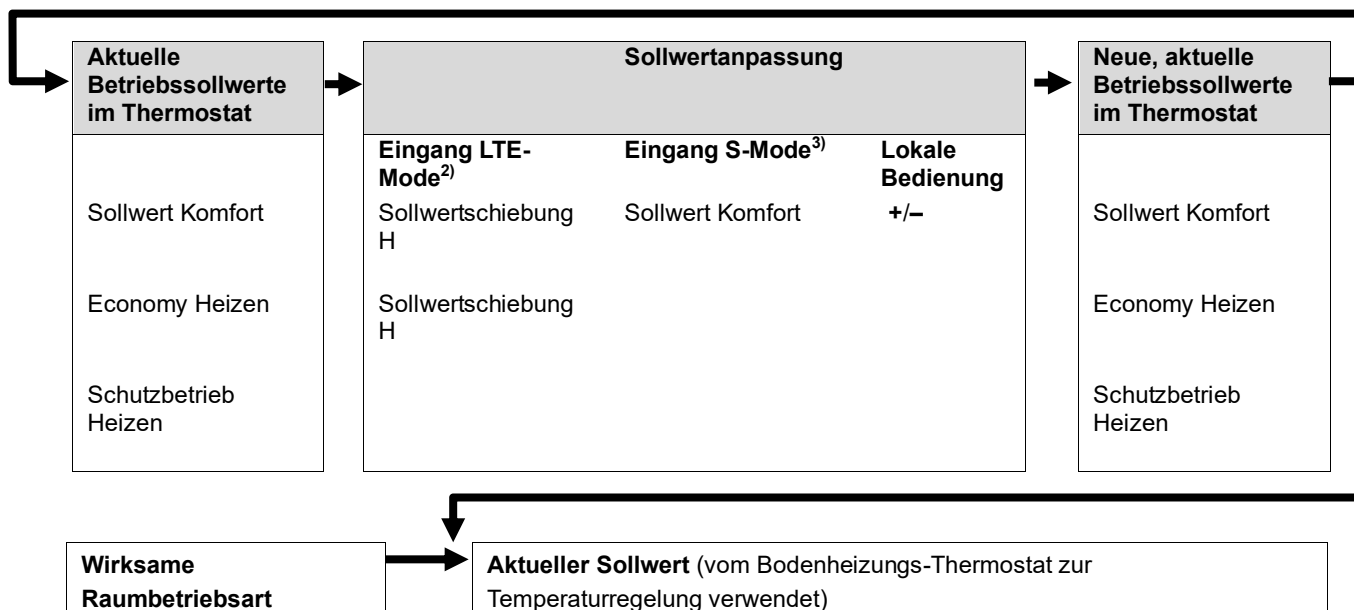 Aktuelle
Betriebssollwerte
im Thermostat
Sollwertanpassung
Neue, aktuelle
Betriebssollwerte
im Thermostat
Eingang LTE-
Mode2)
Eingang S-Mode3)
Lokale
Bedienung
Sollwert Komfort
Sollwertschiebung
H
Sollwert Komfort
+/–
Sollwert Komfort
Economy Heizen
Sollwertschiebung
H
Economy Heizen
Schutzbetrieb
Heizen
Schutzbetrieb
Heizen
Wirksame
Raumbetriebsart
Aktueller Sollwert (vom Bodenheizungs-Thermostat zur
Temperaturregelung verwendet)